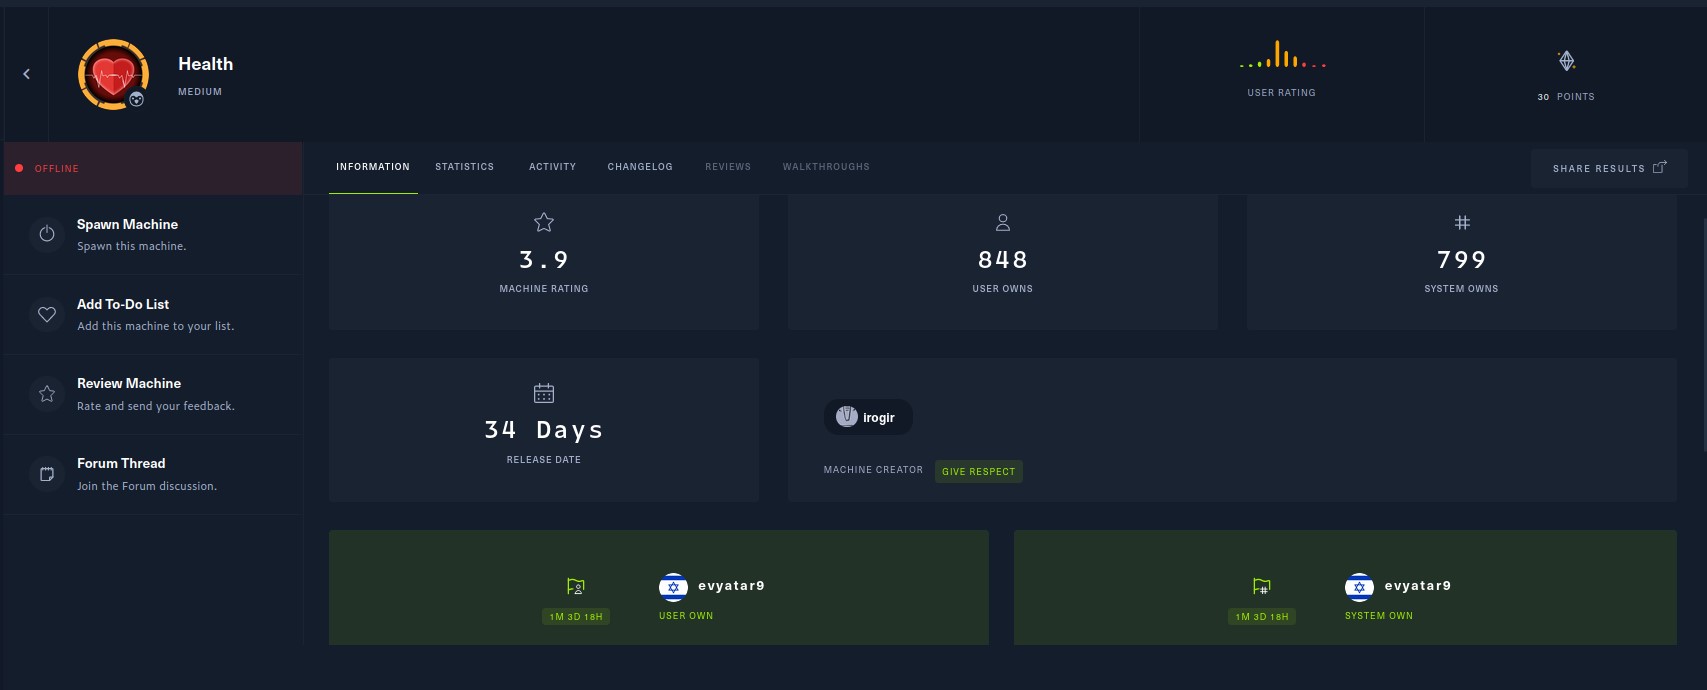 Health
MEDIUM
USER RATING
30 POINTS
OFFLINE
INFORMATION
STATISTICS
ACTIVITY
CHANGELOG
REVIEWS
WALKTHROUGHS
SHARE RESULTS
Spawn Machine
Spawn this machine.
Add To-Do List
Add this machine to your list.
Review Machine
Rate and send your feedback.
Forum Thread
Join the Forum discussion.
3.9
MACHINE RATING
848
USER OWNS
799
SYSTEM OWNS
34 Days
RELEASE DATE
irogir
MACHINE CREATOR
GIVE RESPECT
evyatar9
1M 3D 18H
USER OWN
evyatar9
1M 3D 18H
SYSTEM OWN